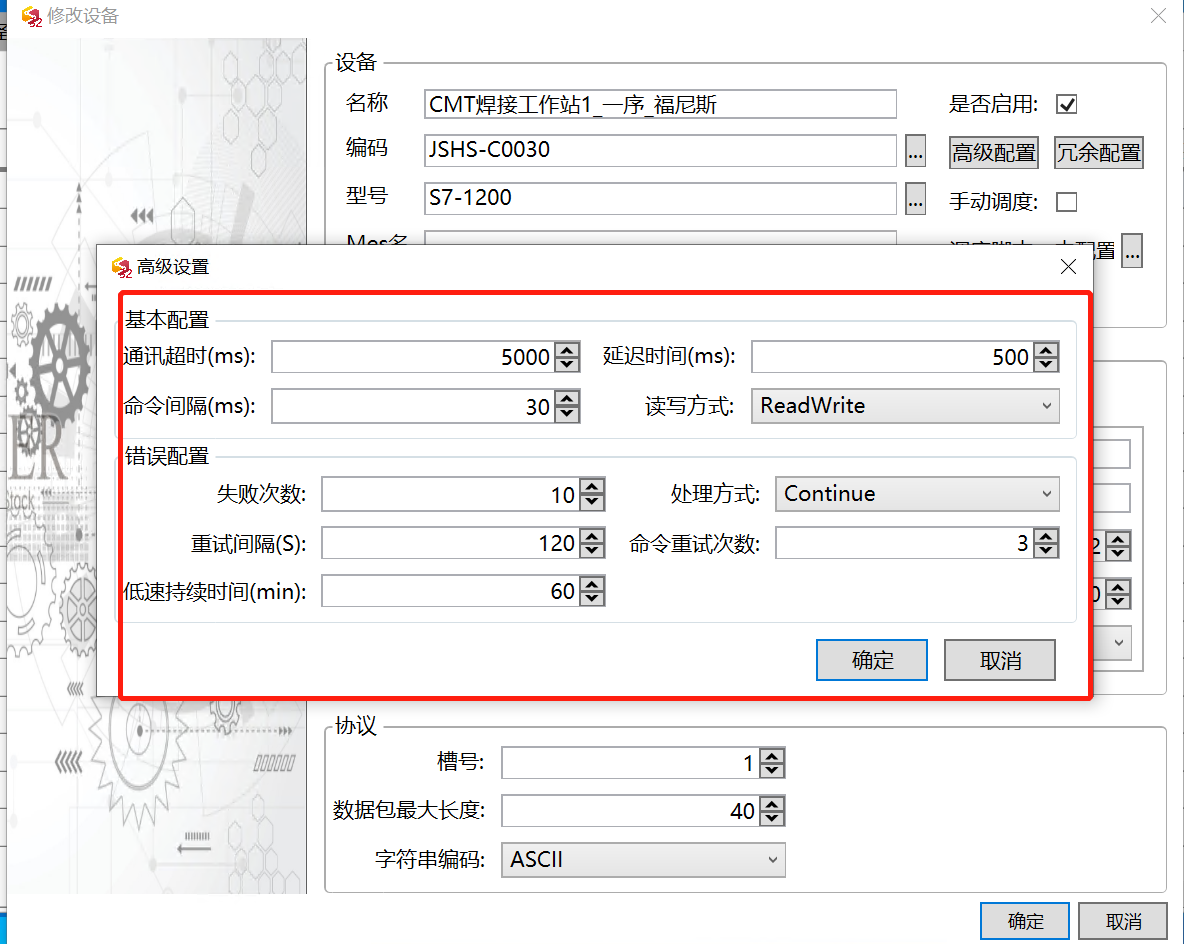 修改设备
设备
名称 CMT焊接工作站1_一序_福尼斯 是否启用:
编码 JSHS-C0030 ... 高级配置 冗余配置
型号 S7-1200 ... 手动调度:
Mes名 配置 ...
高级设置
基本配置
通讯超时(ms): 5000 延迟时间(ms): 500
命令间隔(ms): 30 读写方式: ReadWrite
错误配置
失败次数: 10 处理方式: Continue
重试间隔(S): 120 命令重试次数: 3
低速持续时间(min): 60
确定 取消
协议
槽号: 1
数据包最大长度: 40
字符串编码: ASCII
确定 取消